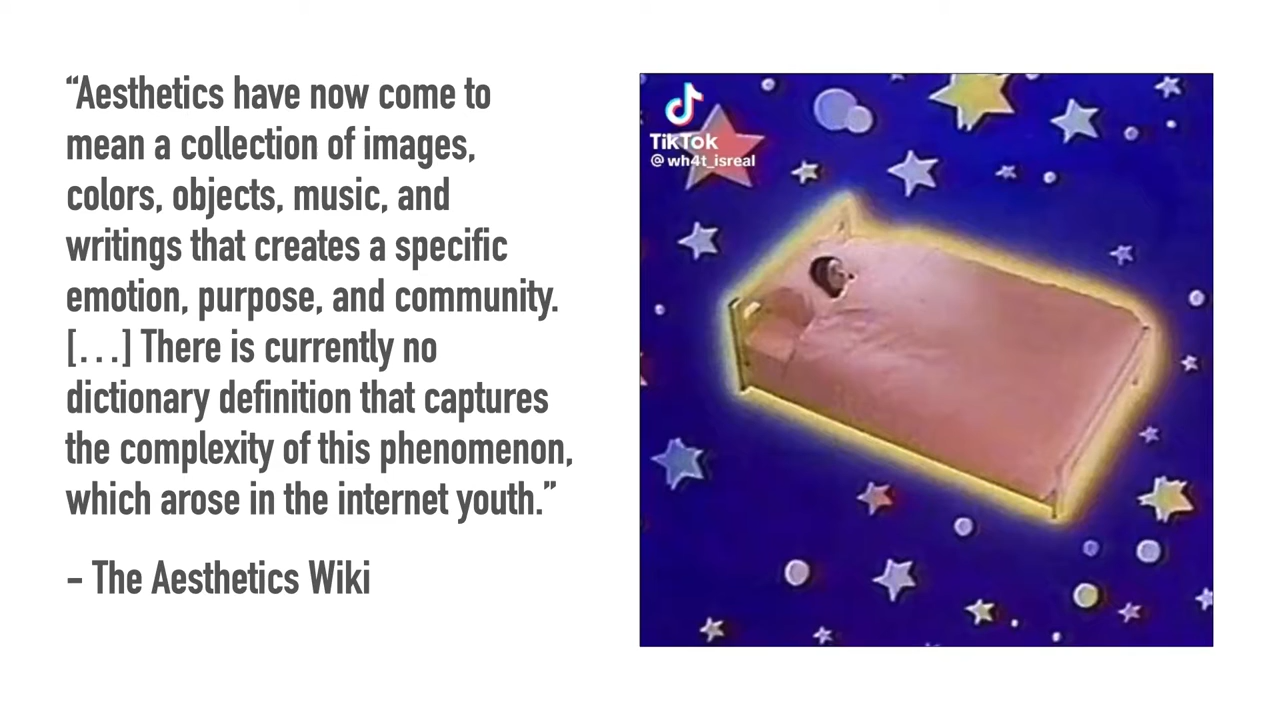 “Aesthetics have now come to
mean a collection of images,
colors, objects, music, and
writings that creates a specific
emotion, purpose, and community.
[...] There is currently no
dictionary definition that captures
the complexity of this phenomenon,
which arose in the internet youth.”
– The Aesthetics Wiki
TikTok
@wh4t_isreal